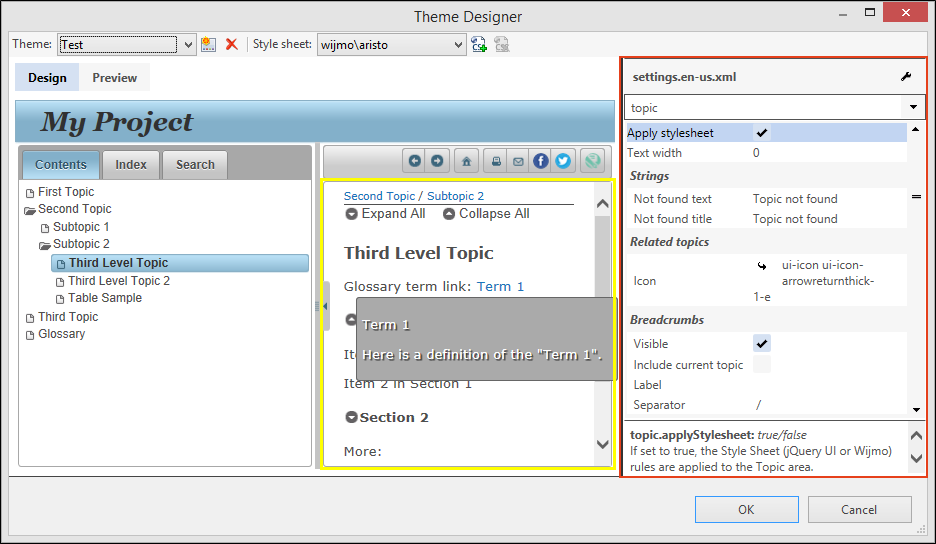 Theme Designer
Theme: Test Style sheet: wijmo\aristo
Design Preview
My Project
Contents Index Search
First Topic
Second Topic
Subtopic 1
Subtopic 2
Third Level Topic
Third Level Topic 2
Table Sample
Third Topic
Glossary
Second Topic / Subtopic 2
Expand All Collapse All
Third Level Topic
Glossary term link: Term 1
Term 1
Here is a definition of the "Term 1".
Item 2 in Section 1
Section 2
More:
settings.en-us.xml
topic
Apply stylesheet
Text width 0
Strings
Not found text Topic not found
Not found title Topic not found
Related topics
Icon ui-icon ui-icon-
arrowreturnthick-
1-e
Breadcrumbs
Visible
Include current topic
Label
Separator /
topic.applyStylesheet: true/false
If set to true, the Style Sheet (jQuery UI or Wijmo)
rules are applied to the Topic area.
OK Cancel